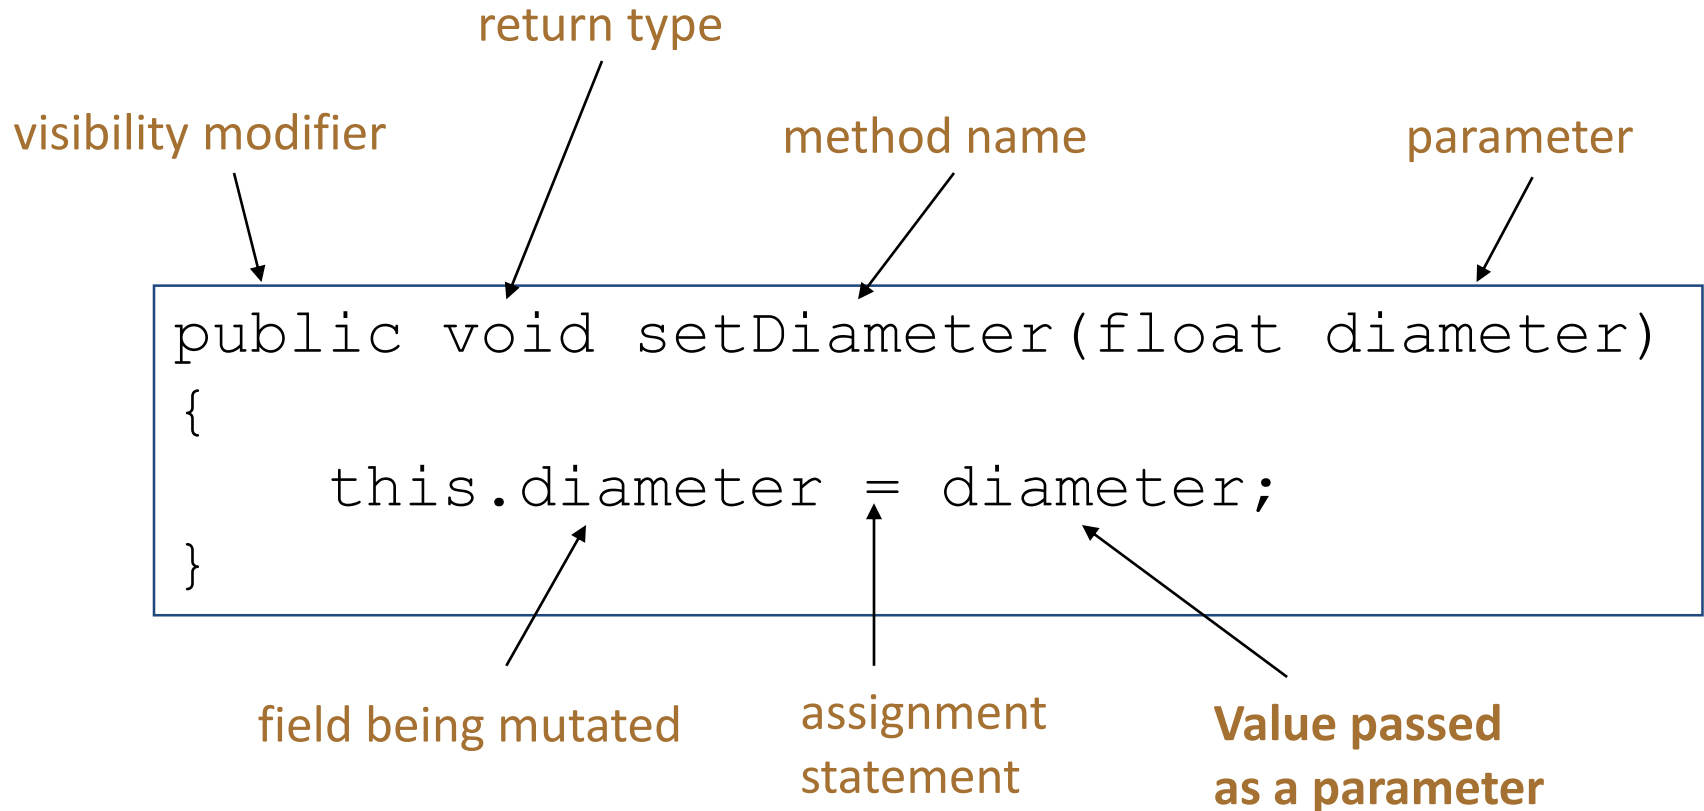 return type
visibility modifier
method name
parameter
public void setDiameter(float diameter)
{
this.diameter = diameter;
}
field being mutated
assignment
statement
Value passed
as a parameter